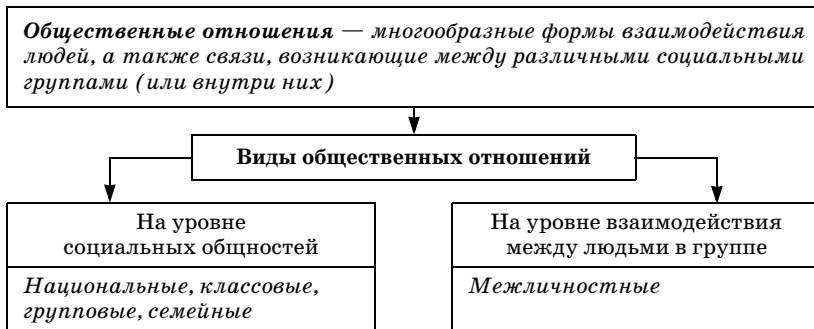 Общественные отношения — многообразные формы взаимодействия
людей, а также связи, возникающие между различными социальными
группами (или внутри них)
Виды общественных отношений
На уровне
социальных общностей
Национальные, классовые,
групповые, семейные
На уровне взаимодействия
между людьми в группе
Межличностные